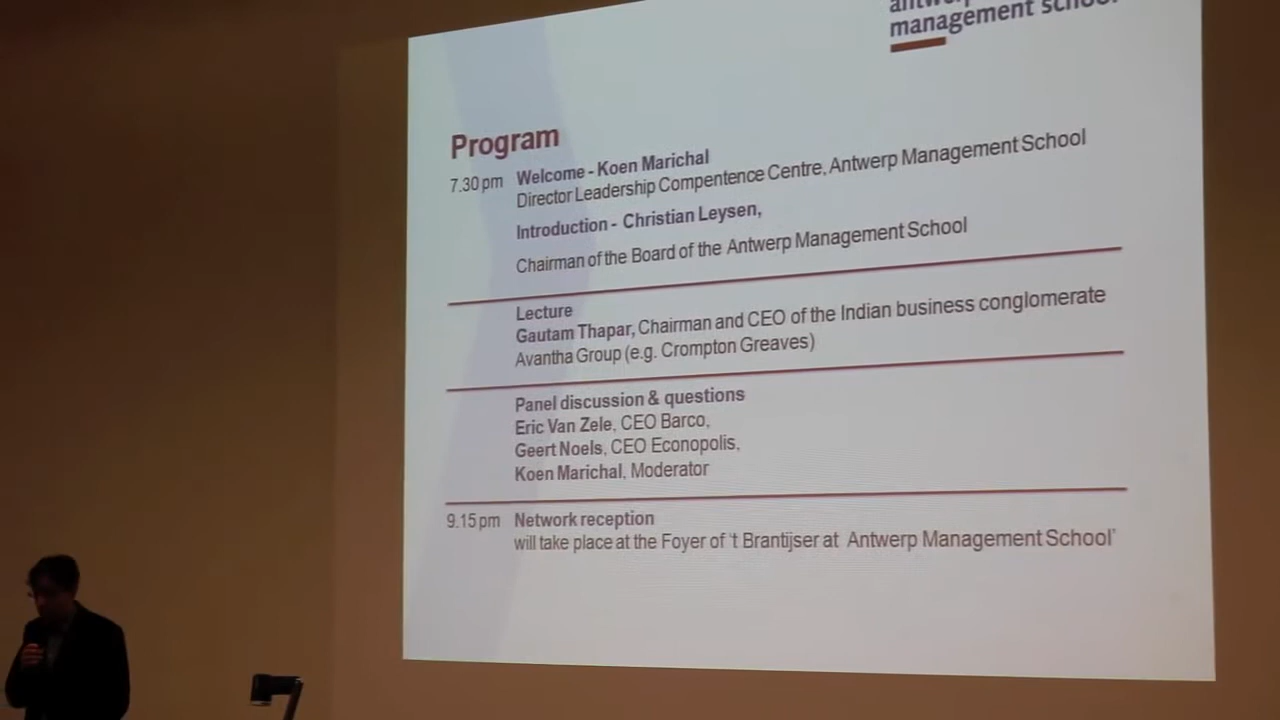 antwerp
management school
Program
7.30 pm Welcome - Koen Marichal
Director Leadership Compentence Centre, Antwerp Management School
Introduction - Christian Leysen,
Chairman of the Board of the Antwerp Management School
Lecture
Gautam Thapar, Chairman and CEO of the Indian business conglomerate
Avantha Group (e.g. Crompton Greaves)
Panel discussion & questions
Eric Van Zele, CEO Barco,
Geert Noels, CEO Econopolis,
Koen Marichal, Moderator
9.15 pm Network reception
will take place at the Foyer of 't Brantijser at Antwerp Management School'